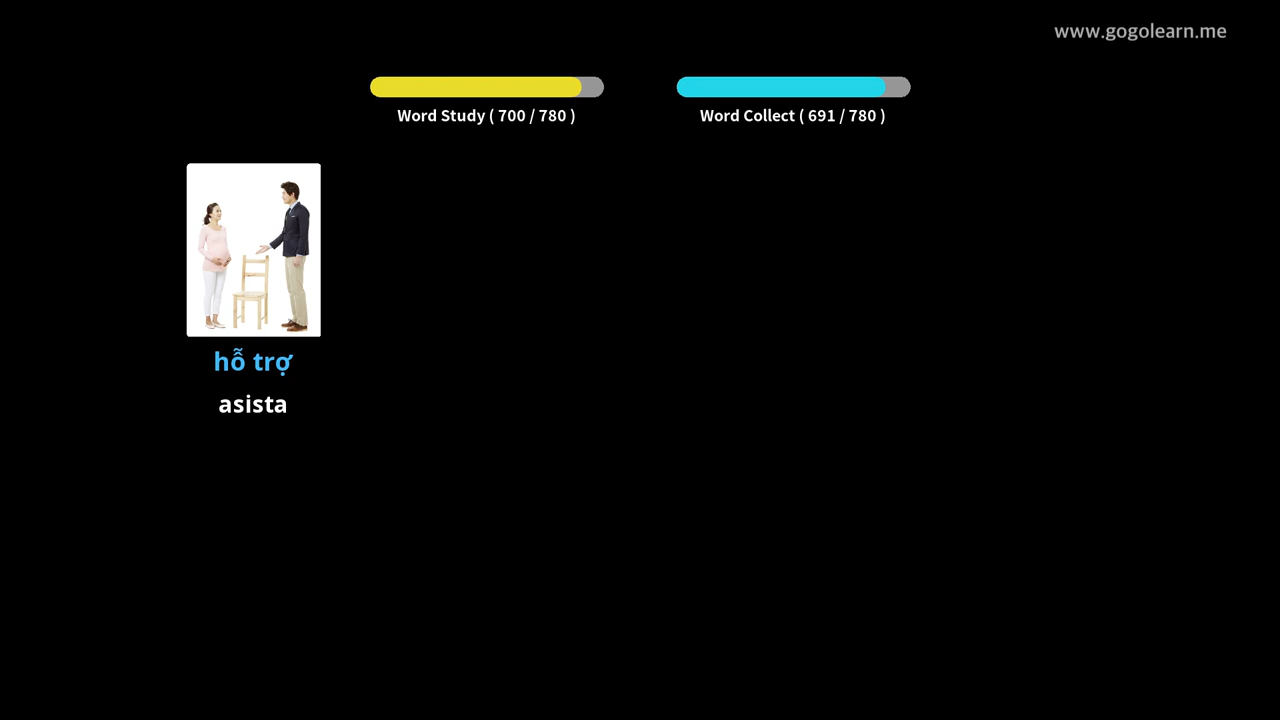 www.gogolearn.me
Word Study ( 700 / 780 )
Word Collect ( 691 / 780 )
hỗ trợ
asista